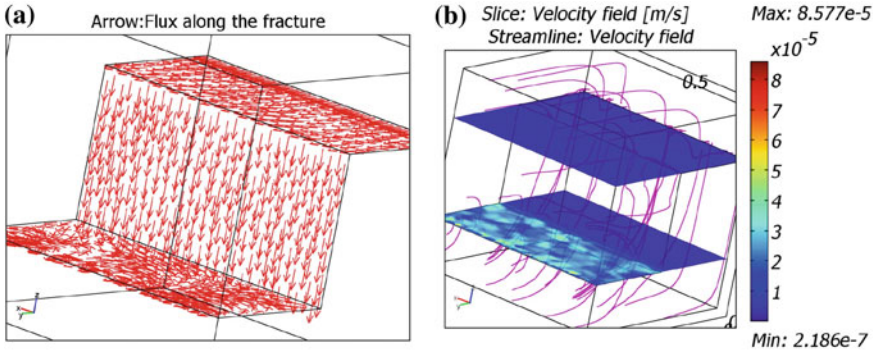 (a)
Arrow:Flux along the fracture
x
y
z
(b)
Slice: Velocity field [m/s]
Streamline: Velocity field
0.5
x
y
z
Max: 8.577e-5
x10⁻⁵
8
7
6
5
4
3
2
1
Min: 2.186e-7